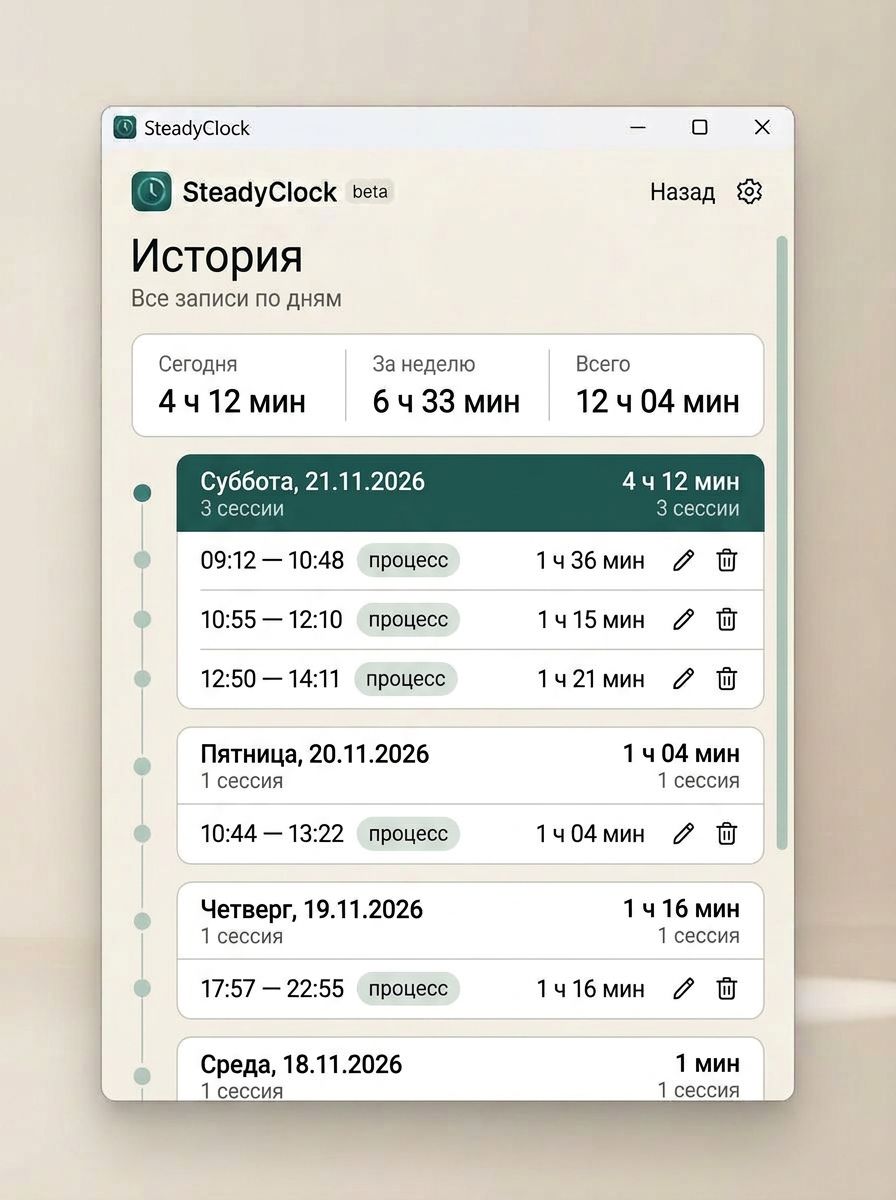 SteadyClock
SteadyClock beta
Назад
История
Все записи по дням
Сегодня За неделю Всего
4 ч 12 мин 6 ч 33 мин 12 ч 04 мин
Суббота, 21.11.2026 4 ч 12 мин
3 сессии 3 сессии
09:12 — 10:48 процесс 1 ч 36 мин
10:55 — 12:10 процесс 1 ч 15 мин
12:50 — 14:11 процесс 1 ч 21 мин
Пятница, 20.11.2026 1 ч 04 мин
1 сессия 1 сессия
10:44 — 13:22 процесс 1 ч 04 мин
Четверг, 19.11.2026 1 ч 16 мин
1 сессия 1 сессия
17:57 — 22:55 процесс 1 ч 16 мин
Среда, 18.11.2026 1 мин
1 сессия 1 сессия